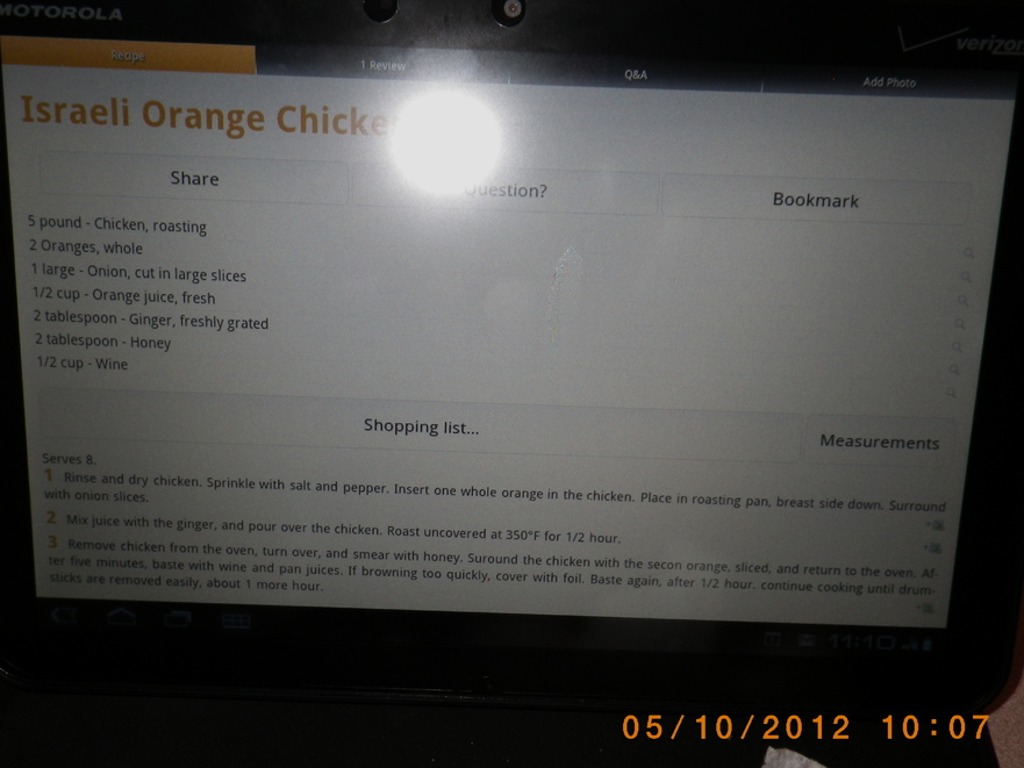 MOTOROLA
verizon
Recipe
1 Review
Q&A
Add Photo
Israeli Orange Chicke
Share
Question?
Bookmark
5 pound - Chicken, roasting
2 Oranges, whole
1 large - Onion, cut in large slices
1/2 cup - Orange juice, fresh
2 tablespoon - Ginger, freshly grated
2 tablespoon - Honey
1/2 cup - Wine
Shopping list...
Measurements
Serves 8.
1 Rinse and dry chicken. Sprinkle with salt and pepper. Insert one whole orange in the chicken. Place in roasting pan, breast side down. Surround
with onion slices.
2 Mix juice with the ginger, and pour over the chicken. Roast uncovered at 350°F for 1/2 hour.
3 Remove chicken from the oven, turn over, and smear with honey. Suround the chicken with the secon orange, sliced, and return to the oven. Af-
ter five minutes, baste with wine and pan juices. If browning too quickly, cover with foil. Baste again, after 1/2 hour. continue cooking until drum-
sticks are removed easily, about 1 more hour.
11:10
05/10/2012 10:07